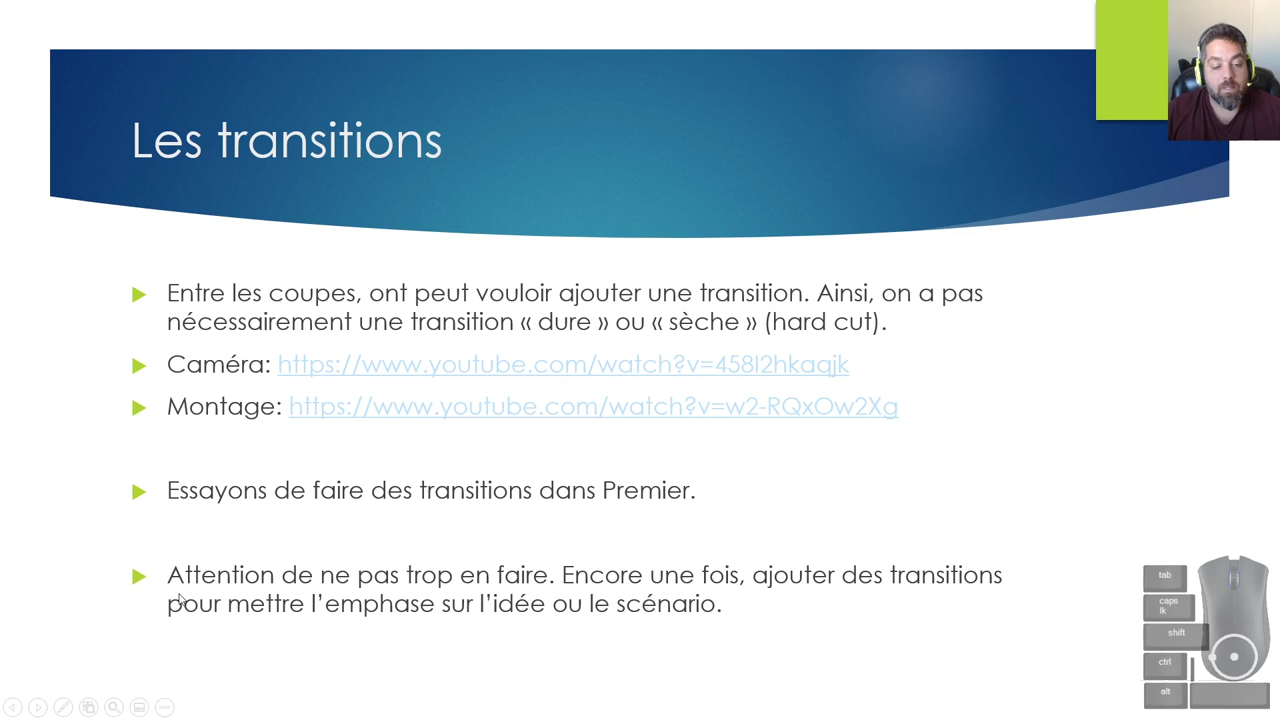 Les transitions
Entre les coupes, ont peut vouloir ajouter une transition. Ainsi, on a pas
nécessairement une transition « dure » ou « sèche » (hard cut).
Caméra: https://www.youtube.com/watch?v=458I2hkaqjk
Montage: https://www.youtube.com/watch?v=w2-RQxOw2Xg
Essayons de faire des transitions dans Premier.
Attention de ne pas trop en faire. Encore une fois, ajouter des transitions
pour mettre l’emphase sur l’idée ou le scénario.
tab
caps
lk
shift
ctrl
alt